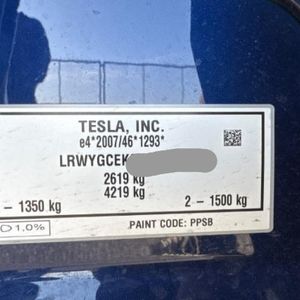 TESLA, INC.
e4*2007/46*1293*
LRWYGCEK
2619 kg
4219 kg
- 1350 kg 2 - 1500 kg
1.0% PAINT CODE: PPSB